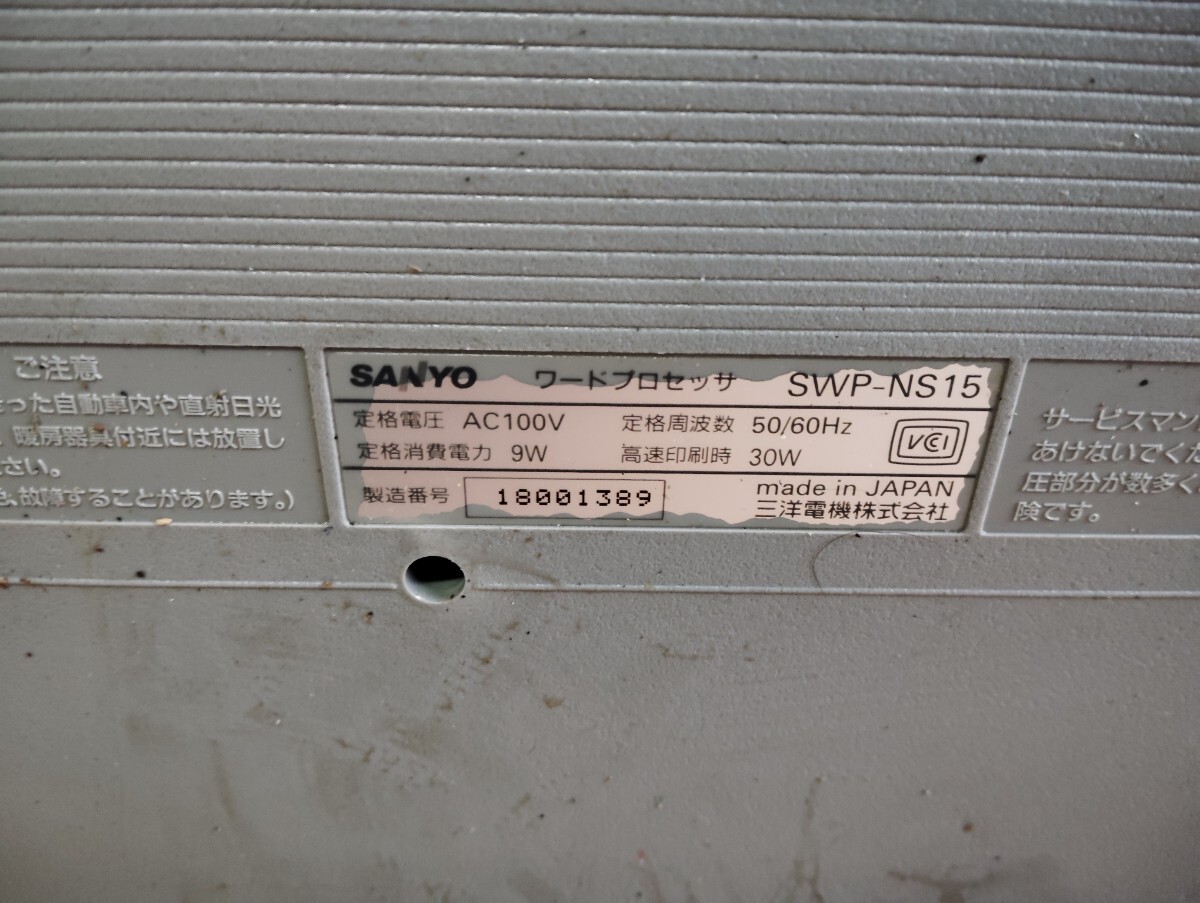 ご注意
った自動車内や直射日光
暖房器具付近には放置し
さい。
故障することがあります。)
SANYO ワードプロセッサ SWP-NS15
定格電圧 AC100V 定格周波数 50/60Hz
定格消費電力 9W 高速印刷時 30W
VCCI
製造番号 18001389 made in JAPAN
三洋電機株式会社
サービスマン
あけないでくだ
圧部分が数多く
険です。